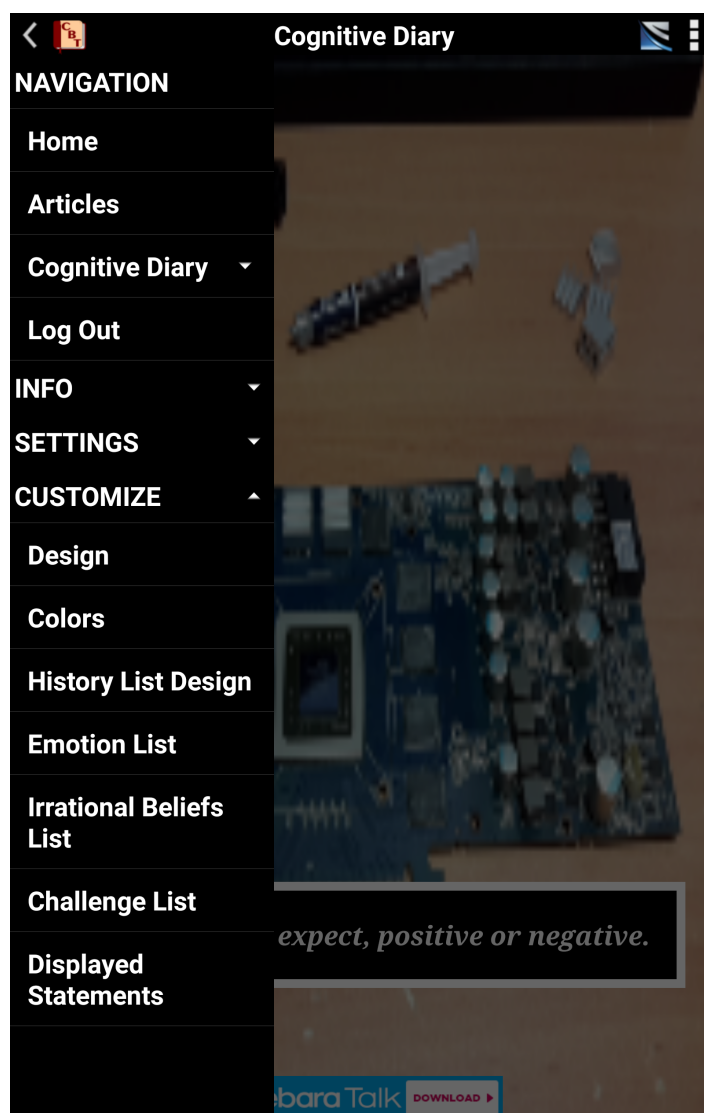 CBT
Cognitive Diary
NAVIGATION
Home
Articles
Cognitive Diary
Log Out
INFO
SETTINGS
CUSTOMIZE
Design
Colors
History List Design
Emotion List
Irrational Beliefs
List
Challenge List
Displayed
Statements
expect, positive or negative.
ebara Talk
DOWNLOAD